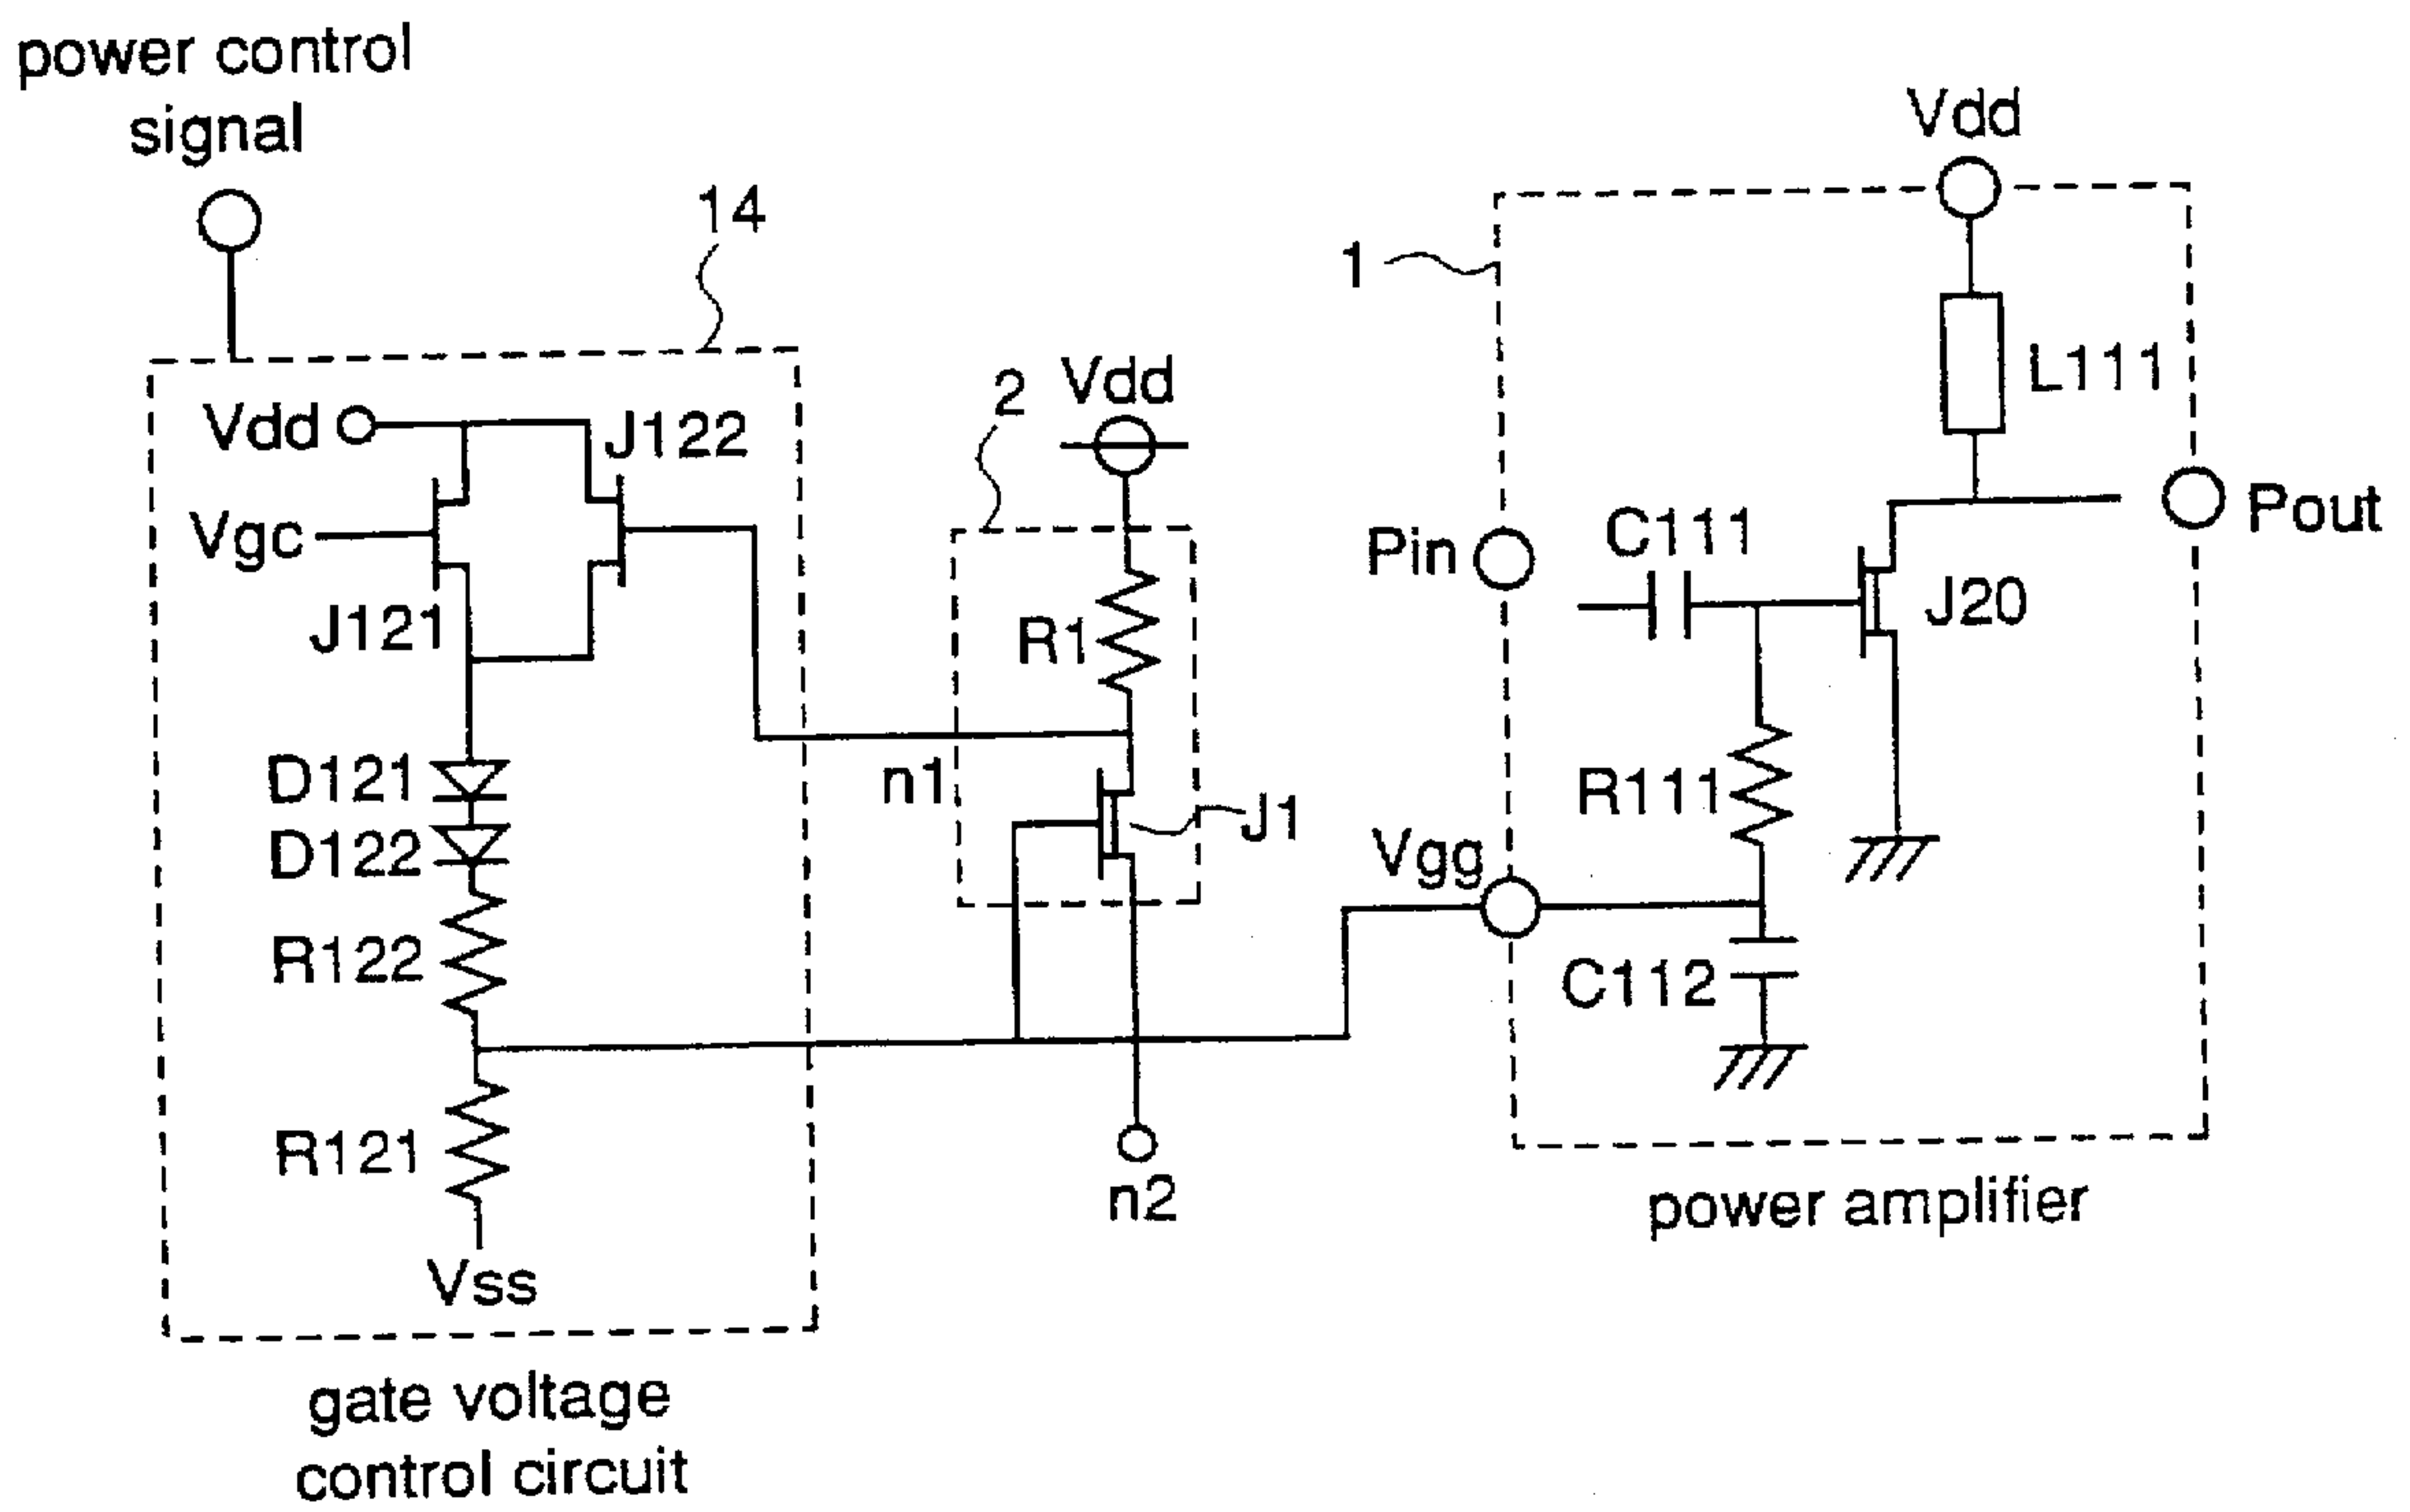 power control
signal
14
Vdd
J122
Vgc
J121
D121
D122
R122
R121
Vss
gate voltage
control circuit
2
Vdd
R1
n1
J1
n2
1
Vdd
L111
Pout
Pin
C111
J20
R111
Vgg
C112
power amplifier